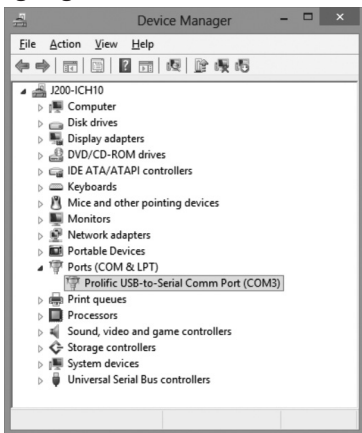 Device Manager
File Action View Help
J200-ICH10
Computer
Disk drives
Display adapters
DVD/CD-ROM drives
IDE ATA/ATAPI controllers
Keyboards
Mice and other pointing devices
Monitors
Network adapters
Portable Devices
Ports (COM & LPT)
Prolific USB-to-Serial Comm Port (COM3)
Print queues
Processors
Sound, video and game controllers
Storage controllers
System devices
Universal Serial Bus controllers